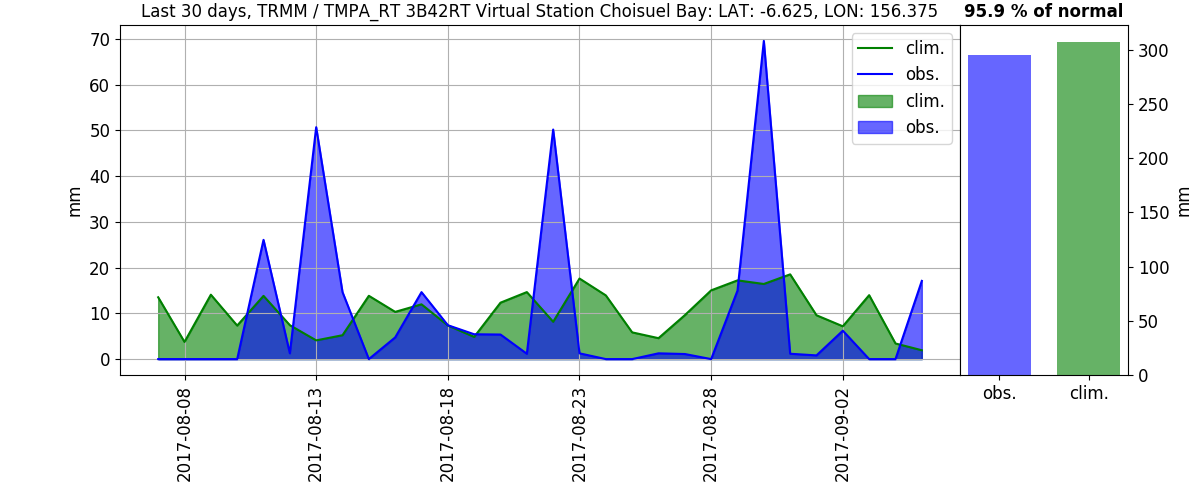 Last 30 days, TRMM / TMPA_RT 3B42RT Virtual Station Choisuel Bay: LAT: -6.625, LON: 156.375
95.9 % of normal
70
60
50
40
30
20
10
0
mm
clim.
obs.
clim.
obs.
2017-08-08
2017-08-13
2017-08-18
2017-08-23
2017-08-28
2017-09-02
300
250
200
150
100
50
0
mm
obs.
clim.